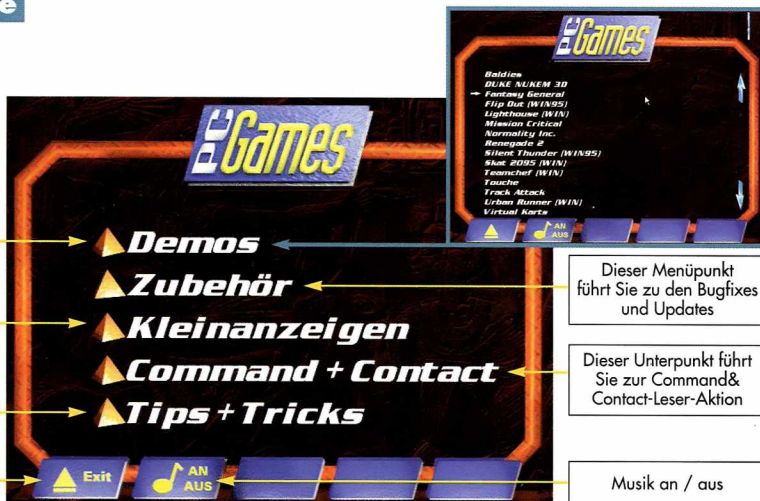 e
PC Games
Baldies
DUKE NUKEM 3D
Fantasy General
Flip Out (WIN95)
Lighthouse (WIN)
Mission Critical
Normality Inc.
Renegade 2
Silent Thunder (WIN95)
Skat 2095 (WIN)
Teamchef (WIN)
Touche
Track Attack
Urban Runner (WIN)
Virtual Karts
AN
AUS
PC Games
Demos
Zubehör
Kleinanzeigen
Command + Contact
Tips + Tricks
Exit
AN
AUS
Dieser Menüpunkt
führt Sie zu den Bugfixes
und Updates
Dieser Unterpunkt führt
Sie zur Command&
Contact-Leser-Aktion
Musik an / aus